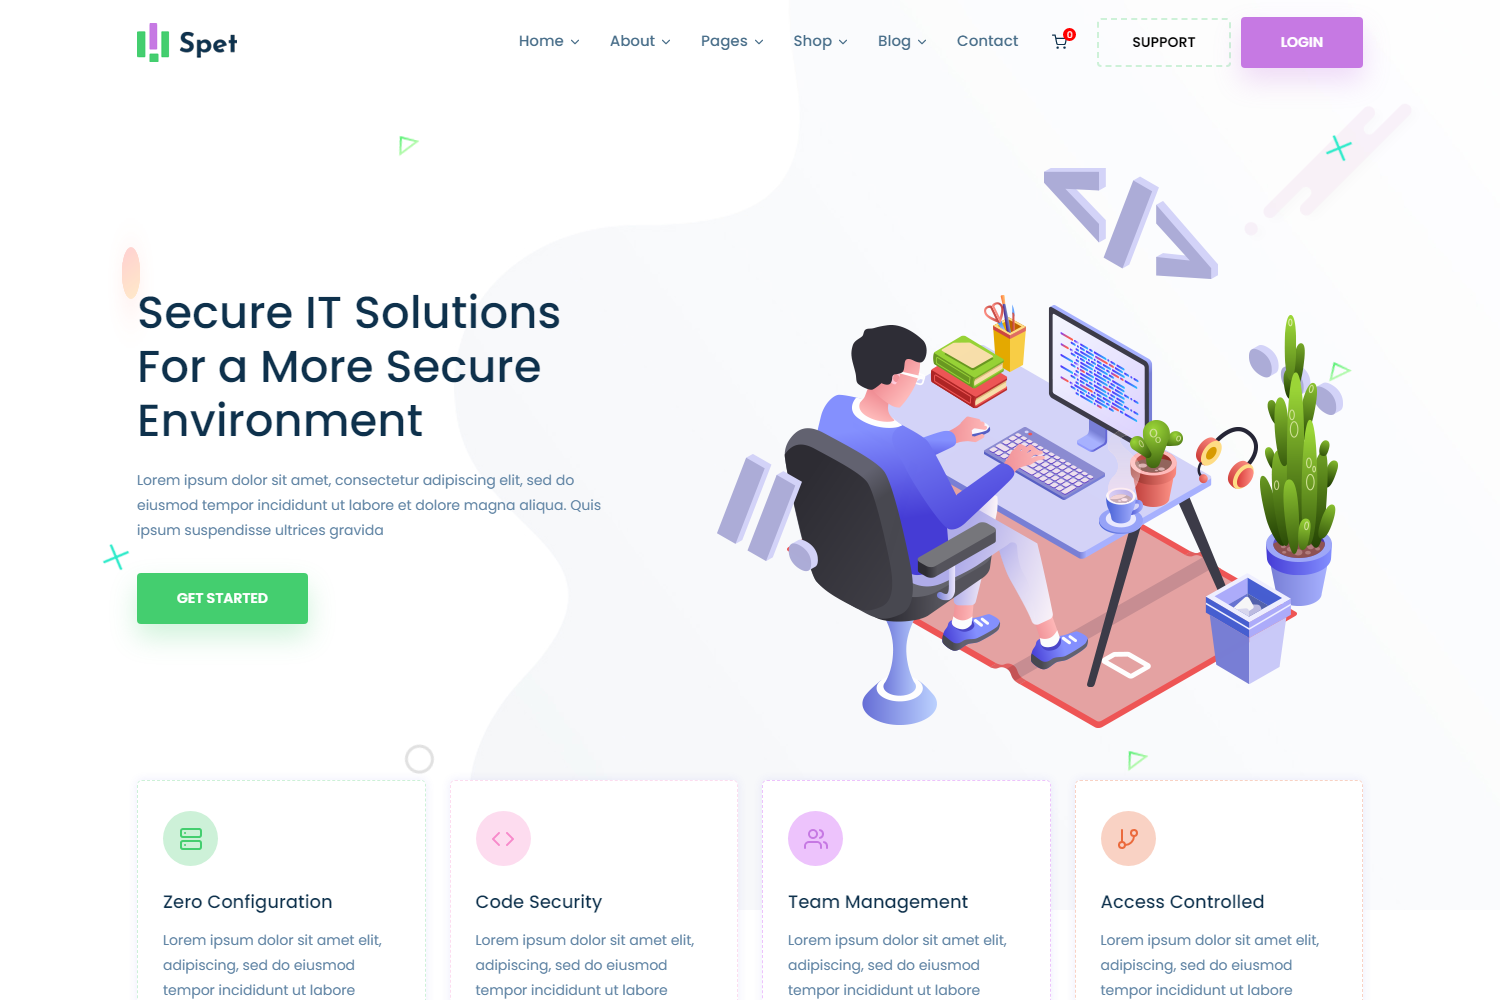 Spet
Home
About
Pages
Shop
Blog
Contact
0
SUPPORT
LOGIN
Secure IT Solutions
For a More Secure
Environment
Lorem ipsum dolor sit amet, consectetur adipiscing elit, sed do
eiusmod tempor incididunt ut labore et dolore magna aliqua. Quis
ipsum suspendisse ultrices gravida
GET STARTED
Zero Configuration
Lorem ipsum dolor sit amet elit,
adipiscing, sed do eiusmod
tempor incididunt ut labore
Code Security
Lorem ipsum dolor sit amet elit,
adipiscing, sed do eiusmod
tempor incididunt ut labore
Team Management
Lorem ipsum dolor sit amet elit,
adipiscing, sed do eiusmod
tempor incididunt ut labore
Access Controlled
Lorem ipsum dolor sit amet elit,
adipiscing, sed do eiusmod
tempor incididunt ut labore